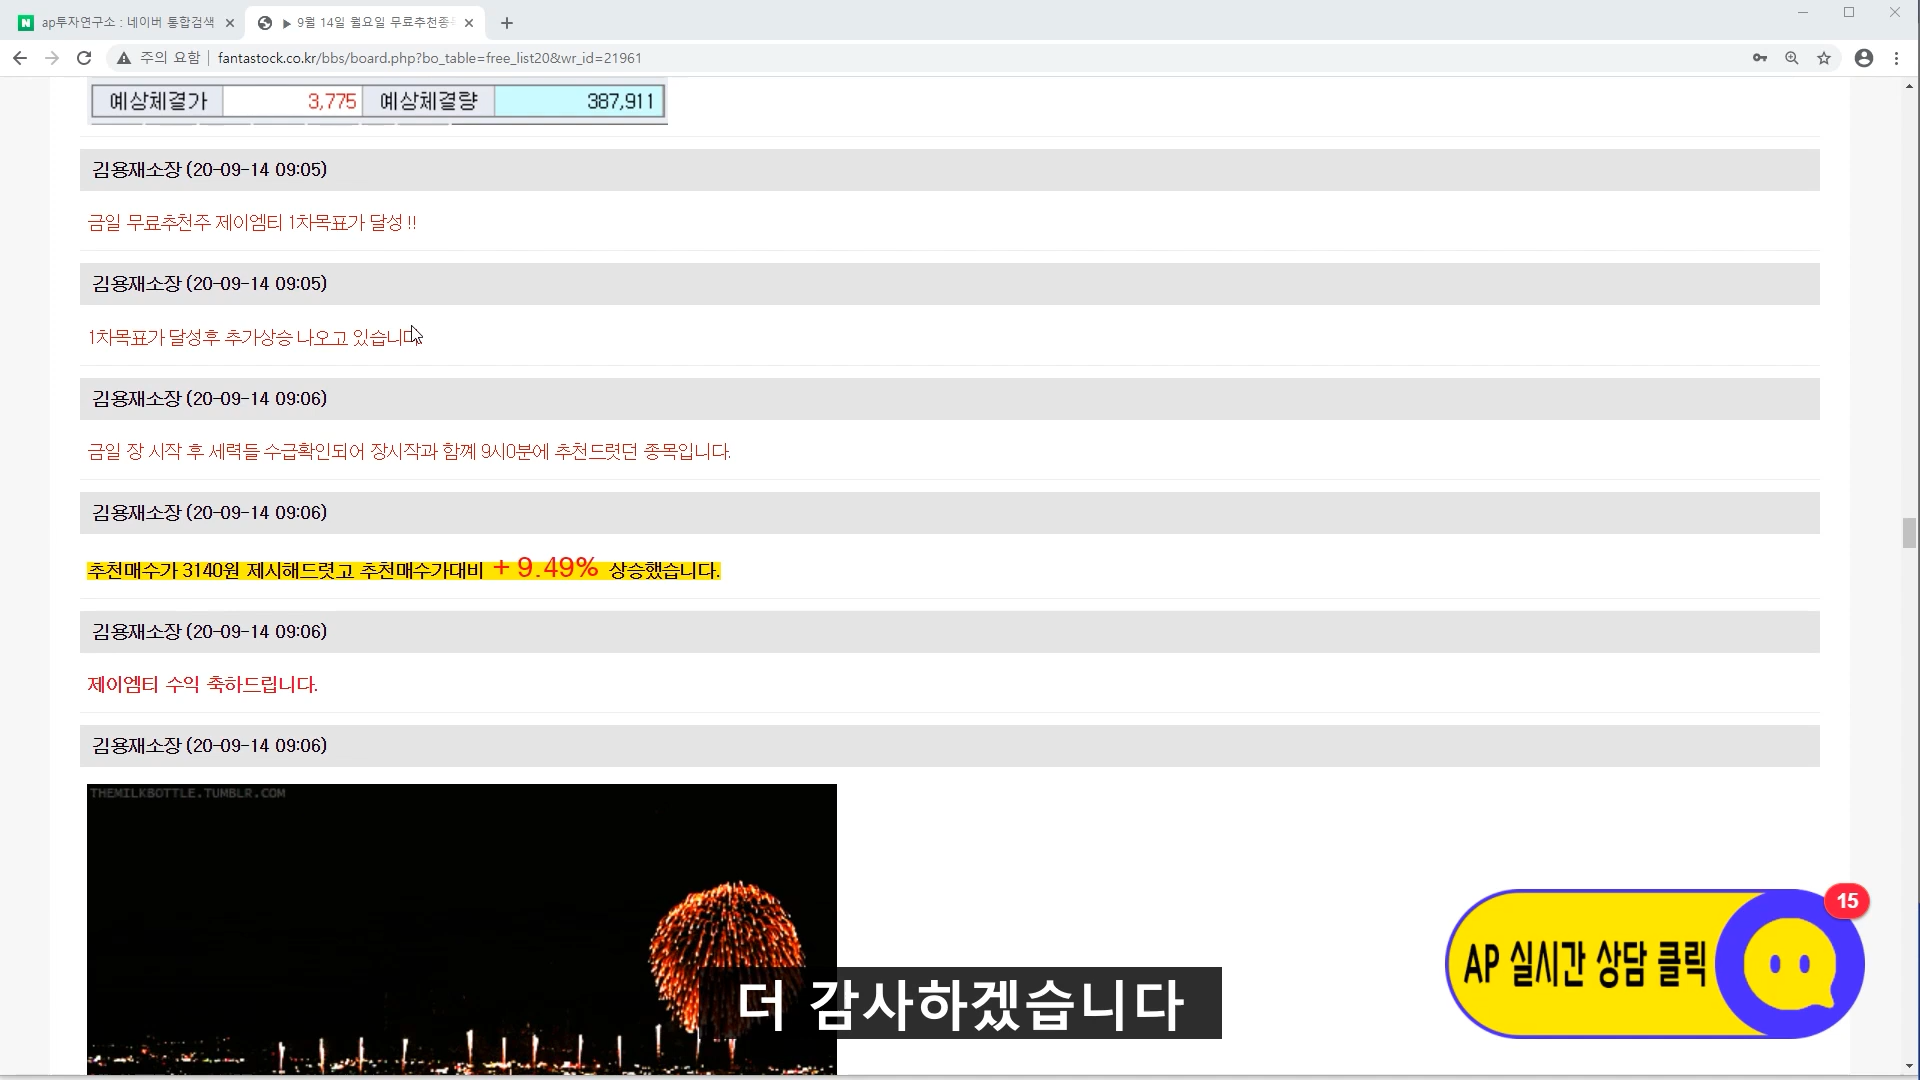 ap투자연구소 : 네이버 통합검색
▶ 9월 14일 월요일 무료추천종
주의 요함
fantastock.co.kr/bbs/board.php?bo_table=free_list20&wr_id=21961
예상체결가 3,775 예상체결량 387,911
김용재소장 (20-09-14 09:05)
금일 무료추천주 제이엠티 1차목표가 달성 !!
김용재소장 (20-09-14 09:05)
1차목표가 달성후 추가상승 나오고 있습니다
김용재소장 (20-09-14 09:06)
금일 장 시작 후 세력들 수급확인되어 장시작과 함께 9시0분에 추천드렷던 종목입니다.
김용재소장 (20-09-14 09:06)
추천매수가 3140원 제시해드렷고 추천매수가대비 + 9.49% 상승했습니다.
김용재소장 (20-09-14 09:06)
제이엠티 수익 축하드립니다.
김용재소장 (20-09-14 09:06)
THEMILKBOTTLE.TUMBLR.COM
15
AP 실시간 상담 클릭
더 감사하겠습니다